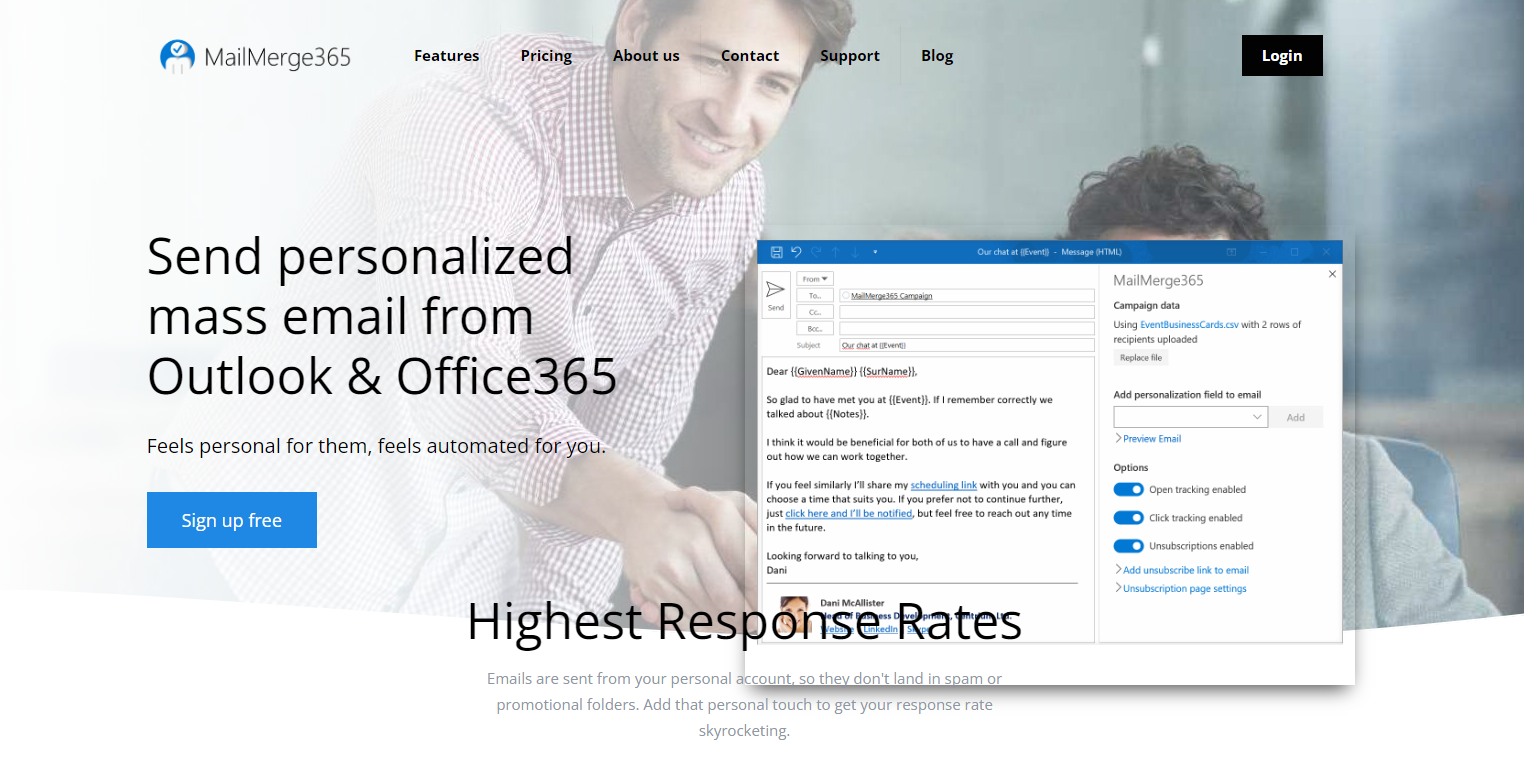 MailMerge365
Features
Pricing
About us
Contact
Support
Blog
Login
Send personalized
mass email from
Outlook & Office365
Feels personal for them, feels automated for you.
Sign up free
Our chat at {{Event}} - Message (HTML)
Send
From
To...
MailMerge365 Campaign
Cc...
Bcc...
Subject
Our chat at {{Event}}
Dear {{GivenName}} {{SurName}},
So glad to have met you at {{Event}}. If I remember correctly we
talked about {{Notes}}.
I think it would be beneficial for both of us to have a call and figure
out how we can work together.
If you feel similarly I'll share my scheduling link with you and you can
choose a time that suits you. If you prefer not to continue further,
just click here and I'll be notified, but feel free to reach out any time
in the future.
Looking forward to talking to you,
Dani
Dani McAllister
Head of Business Development, Ltd.
Website LinkedIn Skype
MailMerge365
Campaign data
Using EventBusinessCards.csv with 2 rows of
recipients uploaded
Replace file
Add personalization field to email
Add
Preview Email
Options
Open tracking enabled
Click tracking enabled
Unsubscriptions enabled
Add unsubscribe link to email
Unsubscription page settings
Highest Response Rates
Emails are sent from your personal account, so they don't land in spam or
promotional folders. Add that personal touch to get your response rate
skyrocketing.